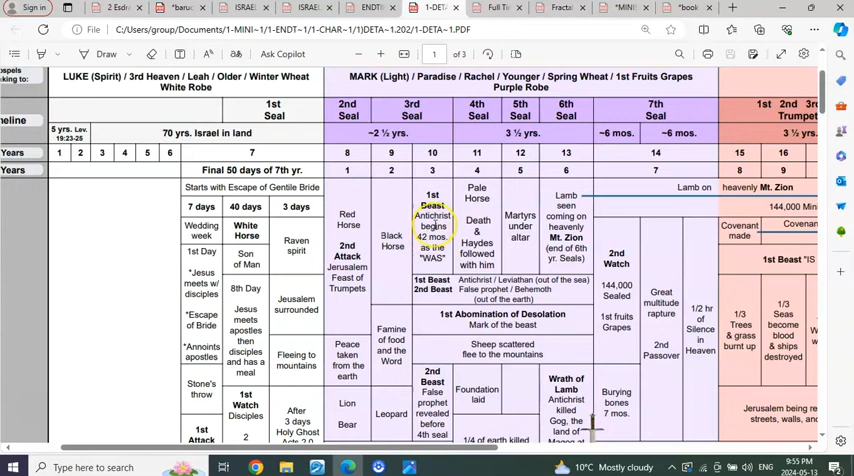 Sign in
2 Esdre
*baruc
ISRAEL
ISRAEL
ENDTIN
1-DETA
Full Tim
Fractal
*MINIS
*book
File
C:/Users/group/Documents/1-MINI~1/1-ENDT~1/1-CHAR~1/1)DETA~1.202/1-DETA~1.PDF
Draw
Ask Copilot
1
of 3
ospels
aking to:
LUKE (Spirit) / 3rd Heaven / Leah / Older / Winter Wheat
White Robe
MARK (Light) / Paradise / Rachel / Younger / Spring Wheat / 1st Fruits Grapes
Purple Robe
meline
1st
Seal
2nd
Seal
3rd
Seal
4th
Seal
5th
Seal
6th
Seal
7th
Seal
1st 2nd 3r
Trumpet
5 yrs. Lev.
19:23-25
70 yrs. Israel in land
~2 ½ yrs.
3 ½ yrs.
~6 mos.
~6 mos.
3 ½ yrs.
Years
1 2 3 4 5 6 7 8 9 10 11 12 13 14 15 16
Years
Final 50 days of 7th yr.
1 2 3 4 5 6 7 8 9
Starts with Escape of Gentile Bride
7 days
40 days
3 days
Wedding
week
1st Day
*Jesus
meets w/
disciples
*Escape
of Bride
*Annoints
apostles
Stone's
throw
1st
Attack
White
Horse
Son
of Man
8th Day
Jesus
meets
apostles
then
disciples
and has a
meal
1st
Watch
Disciples
2
Raven
spirit
Jerusalem
surrounded
Fleeing to
mountains
After
3 days
Holy Ghost
Acts 2.0
Red
Horse
2nd
Attack
Jerusalem
Feast of
Trumpets
Peace
taken
from the
earth
Lion
Bear
Black
Horse
Famine
of food
and the
Word
Leopard
1st
Beast
Antichrist
begins
42 mos.
as the
"WAS"
Pale
Horse
Death
&
Haydes
followed
with him
Martyrs
under
altar
Lamb
seen
coming on
heavenly
Mt. Zion
(end of 6th
yr. Seals)
1st Beast Antichrist / Leviathan (out of the sea)
2nd Beast False prophet / Behemoth
(out of the earth)
1st Abomination of Desolation
Mark of the beast
Sheep scattered
flee to the mountains
2nd
Beast
False
prophet
revealed
before
4th seal
Foundation
laid
1/4 of earth killed
Wrath of
Lamb
Antichrist
killed
Gog, the
land of
Magog at
Lamb on heavenly Mt. Zion
144,000 Mini
2nd
Watch
144,000
Sealed
1st fruits
Grapes
Burying
bones
7 mos.
Great
multitude
rapture
2nd
Passover
1/2 hr
of
Silence
in
Heaven
Covenant
made
Covena
1st Beast "IS
1/3
Trees
& grass
burnt up
1/3
Seas
become
blood
& ships
destroyed
Jerusalem being re
streets, walls,
Type here to search
10°C Mostly cloudy
ENG
9:55 PM
2024-05-13